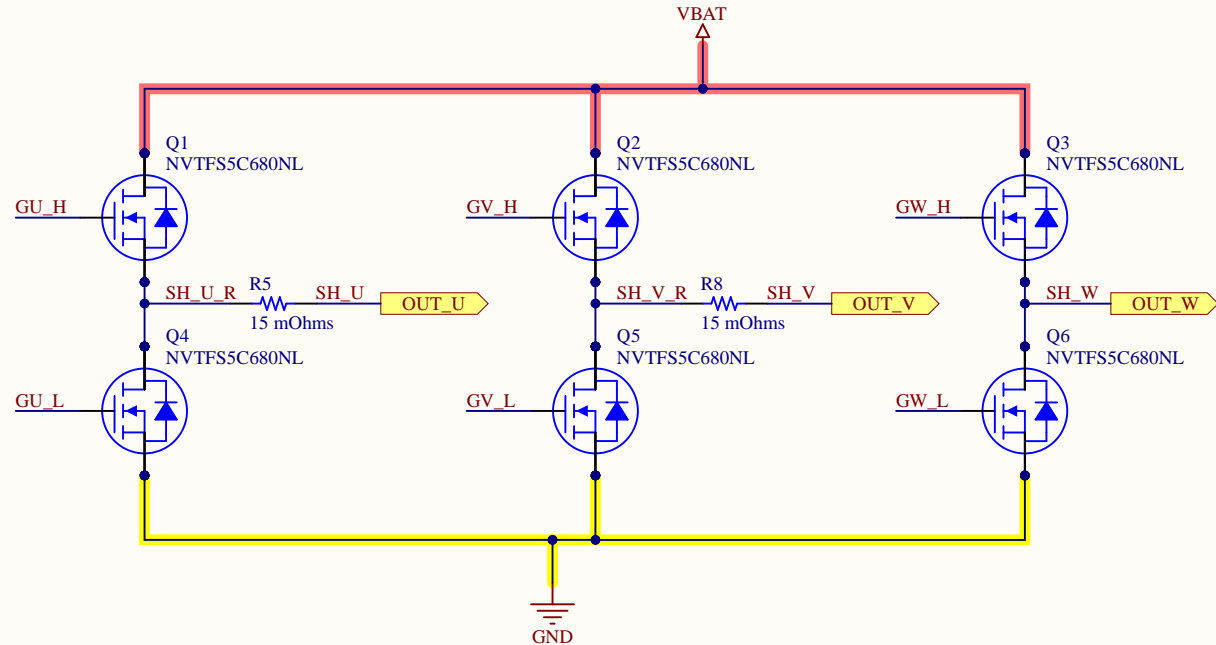 VBAT
Q1
NVTFS5C680NL
Q2
NVTFS5C680NL
Q3
NVTFS5C680NL
GU_H
GV_H
GW_H
SH_U_R
R5
15 mOhms
SH_U
OUT_U
SH_V_R
R8
15 mOhms
SH_V
OUT_V
SH_W
OUT_W
Q4
NVTFS5C680NL
Q5
NVTFS5C680NL
Q6
NVTFS5C680NL
GU_L
GV_L
GW_L
GND